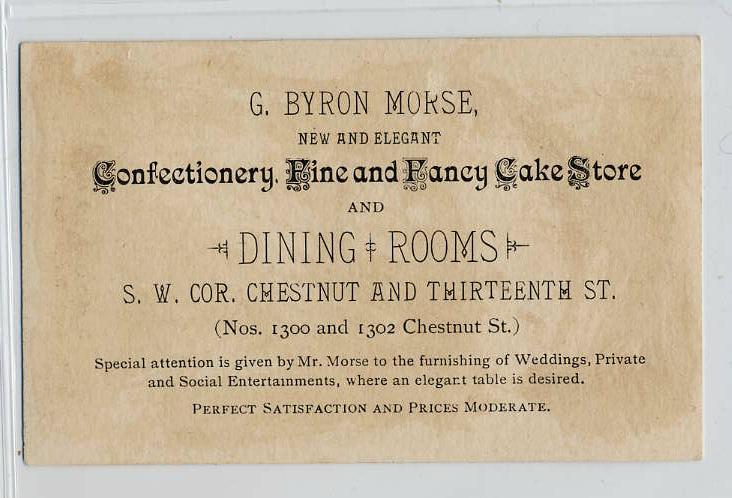 G. BYRON MORSE,
NEW AND ELEGANT
Confectionery, Fine and Fancy Cake Store
AND
DINING ROOMS
S. W. COR. CHESTNUT AND THIRTEENTH ST.
(Nos. 1300 and 1302 Chestnut St.)
Special attention is given by Mr. Morse to the furnishing of Weddings, Private
and Social Entertainments, where an elegant table is desired.
PERFECT SATISFACTION AND PRICES MODERATE.